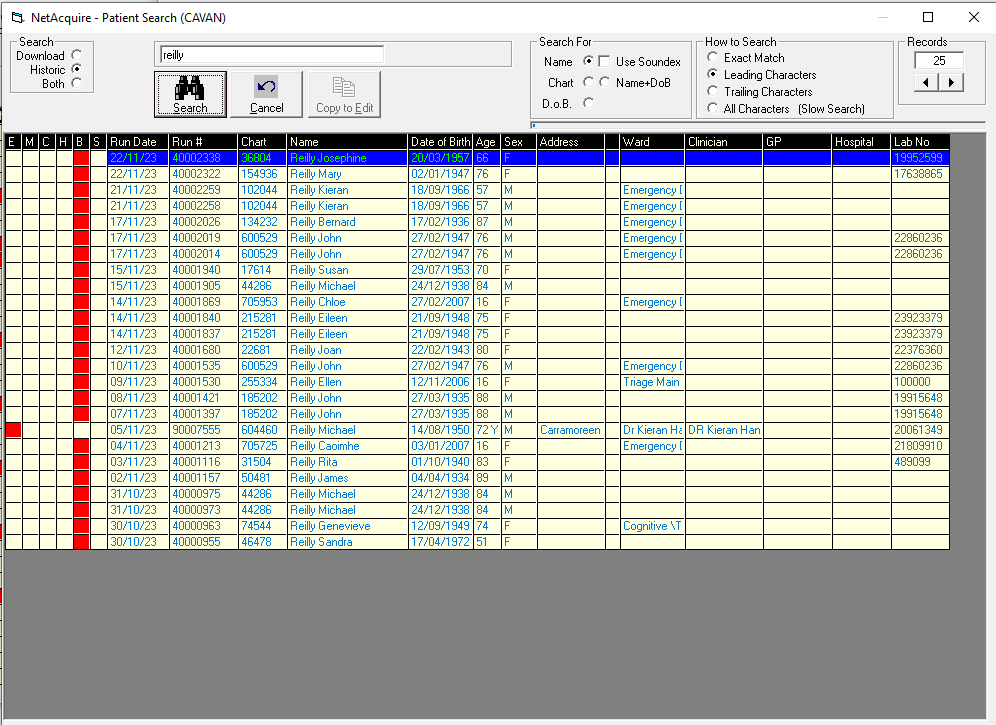 NetAcquire - Patient Search (CAVAN)
Search
Download
Historic
Both
reilly
Search
Cancel
Copy to Edit
Search For
Name Use Soundex
Chart Name+DoB
D.o.B.
How to Search
Exact Match
Leading Characters
Trailing Characters
All Characters (Slow Search)
Records
25
E M C H B S Run Date Run # Chart Name Date of Birth Age Sex Address Ward Clinician GP Hospital Lab No
22/11/23 40002338 36804 Reilly Josephine 20/03/1957 66 F 19952599
22/11/23 40002322 154936 Reilly Mary 02/01/1947 76 F 17638865
21/11/23 40002259 102044 Reilly Kieran 18/09/1966 57 M Emergency [
21/11/23 40002258 102044 Reilly Kieran 18/09/1966 57 M Emergency [
17/11/23 40002026 134232 Reilly Bernard 17/02/1936 87 M Emergency [
17/11/23 40002019 600529 Reilly John 27/02/1947 76 M Emergency [ 22860236
17/11/23 40002014 600529 Reilly John 27/02/1947 76 M Emergency [ 22860236
15/11/23 40001940 17614 Reilly Susan 29/07/1953 70 F
15/11/23 40001905 44286 Reilly Michael 24/12/1938 84 M
14/11/23 40001869 705953 Reilly Chloe 27/02/2007 16 F Emergency [
14/11/23 40001840 215281 Reilly Eileen 21/09/1948 75 F 23923379
14/11/23 40001837 215281 Reilly Eileen 21/09/1948 75 F 23923379
12/11/23 40001680 22681 Reilly Joan 22/02/1943 80 F 22376360
10/11/23 40001535 600529 Reilly John 27/02/1947 76 M Emergency [ 22860236
09/11/23 40001530 255334 Reilly Ellen 12/11/2006 16 F Triage Main 100000
08/11/23 40001421 185202 Reilly John 27/03/1935 88 M 19915648
07/11/23 40001397 185202 Reilly John 27/03/1935 88 M 19915648
05/11/23 90007555 604460 Reilly Michael 14/08/1950 72 Y M Carramoreen Dr Kieran Ha DR Kieran Han 20061349
04/11/23 40001213 705725 Reilly Caoimhe 03/01/2007 16 F Emergency [ 21809910
03/11/23 40001116 31504 Reilly Rita 01/10/1940 83 F 489099
02/11/23 40001157 50481 Reilly James 04/04/1934 89 M
31/10/23 40000975 44286 Reilly Michael 24/12/1938 84 M
31/10/23 40000973 44286 Reilly Michael 24/12/1938 84 M
30/10/23 40000963 74544 Reilly Genevieve 12/09/1949 74 F Cognitive \T
30/10/23 40000955 46478 Reilly Sandra 17/04/1972 51 F